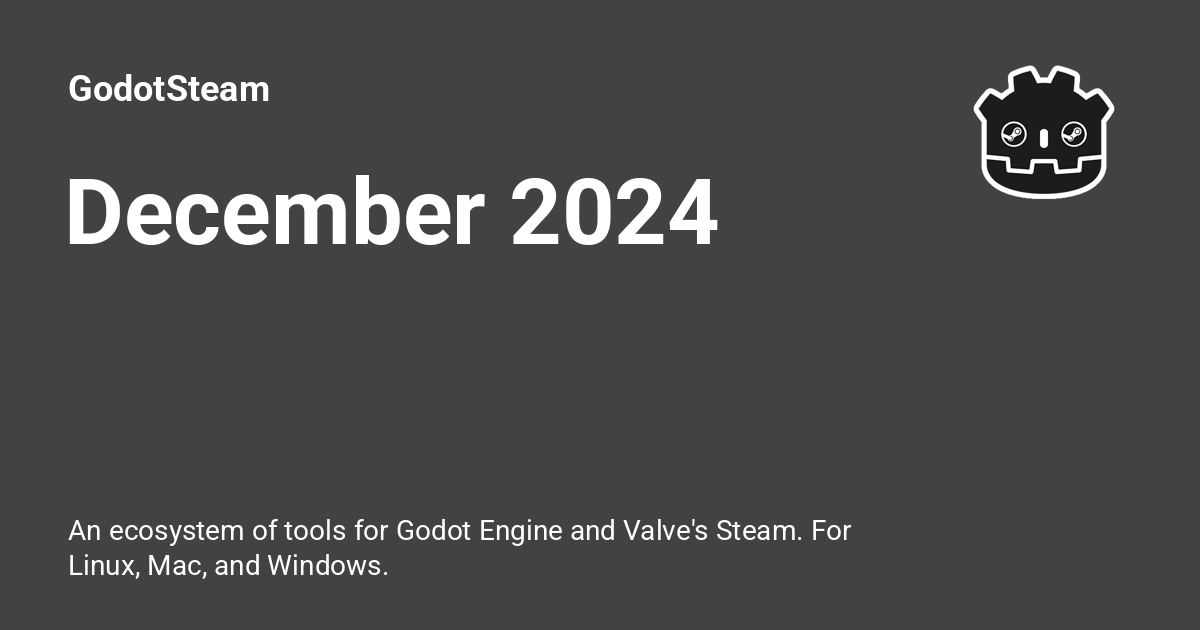 GodotSteam
December 2024
An ecosystem of tools for Godot Engine and Valve's Steam. For
Linux, Mac, and Windows.